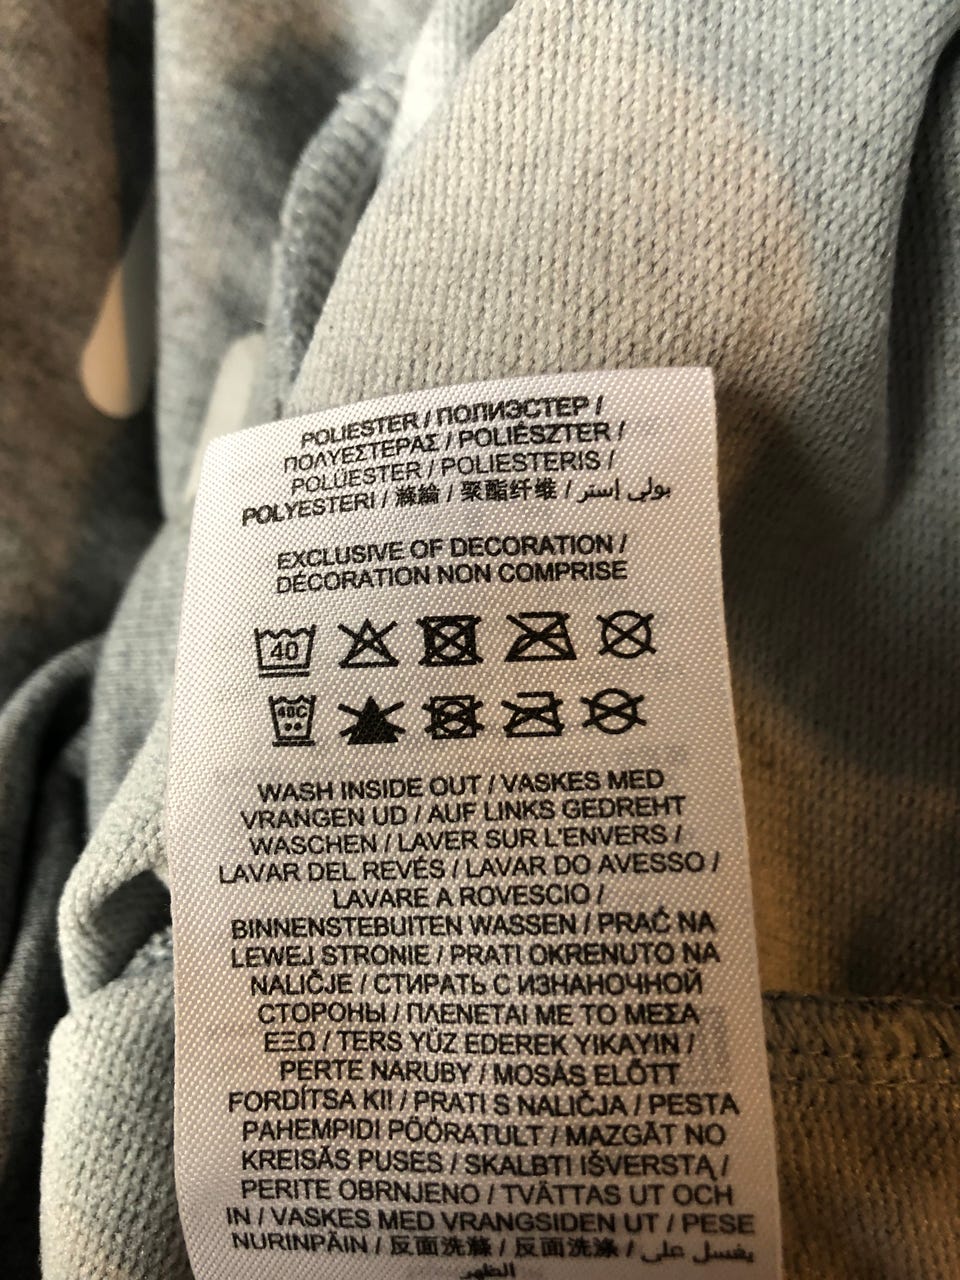 POLIESTER / ПОЛИЭСТЕР /
ΠΟΛΥΕΣΤΕΡΑΣ / POLIÉSZTER /
POLÜESTER / POLIESTERIS /
POLYESTERI / 滌綸 / 聚酯纤维 / بولي إستر
EXCLUSIVE OF DECORATION /
DÉCORATION NON COMPRISE
40
40C
WASH INSIDE OUT / VASKES MED
VRANGEN UD / AUF LINKS GEDREHT
WASCHEN / LAVER SUR L'ENVERS /
LAVAR DEL REVÉS / LAVAR DO AVESSO /
LAVARE A ROVESCIO /
BINNENSTEBUITEN WASSEN / PRAĆ NA
LEWEJ STRONIE / PRATI OKRENUTO NA
NALIČJE / СТИРАТЬ С ИЗНАНОЧНОЙ
СТОРОНЫ / ΠΛΕΝΕΤΑΙ ΜΕ ΤΟ ΜΕΣΑ
ΕΞΩ / TERS YÜZ EDEREK YIKAYIN /
PERTE NARUBY / MOSÁS ELŐTT
FORDÍTSA KI! / PRATI S NALIČJA / PESTA
PAHEMPIDI PÖÖRATULT / MAZGĀT NO
KREISĀS PUSES / SKALBTI IŠVERSTĄ /
PERITE OBRNJENO / TVÄTTAS UT OCH
IN / VASKES MED VRANGSIDEN UT / PESE
NURINPÄIN / 反面洗滌 / 反面洗涤 / يغسل على
الظهر